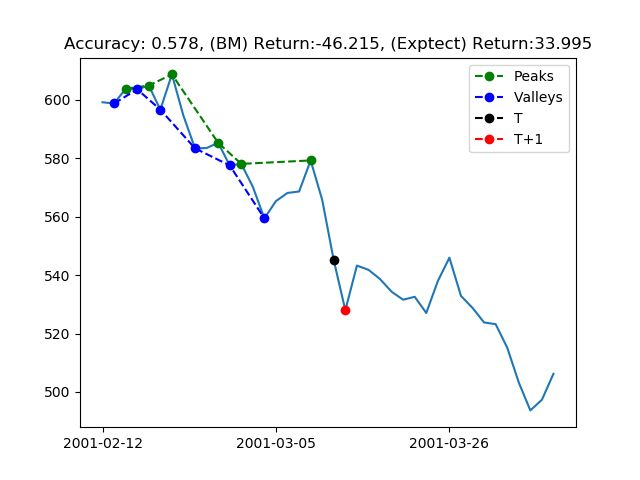 Accuracy: 0.578, (BM) Return:-46.215, (Exptect) Return:33.995
Peaks
Valleys
T
T+1
600
580
560
540
520
500
2001-02-12
2001-03-05
2001-03-26